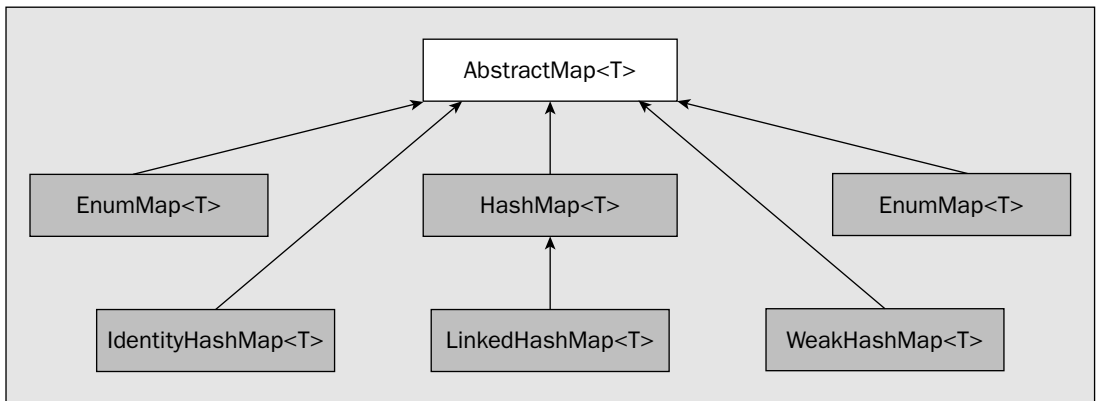 AbstractMap<T>
EnumMap<T>
HashMap<T>
EnumMap<T>
IdentityHashMap<T>
LinkedHashMap<T>
WeakHashMap<T>